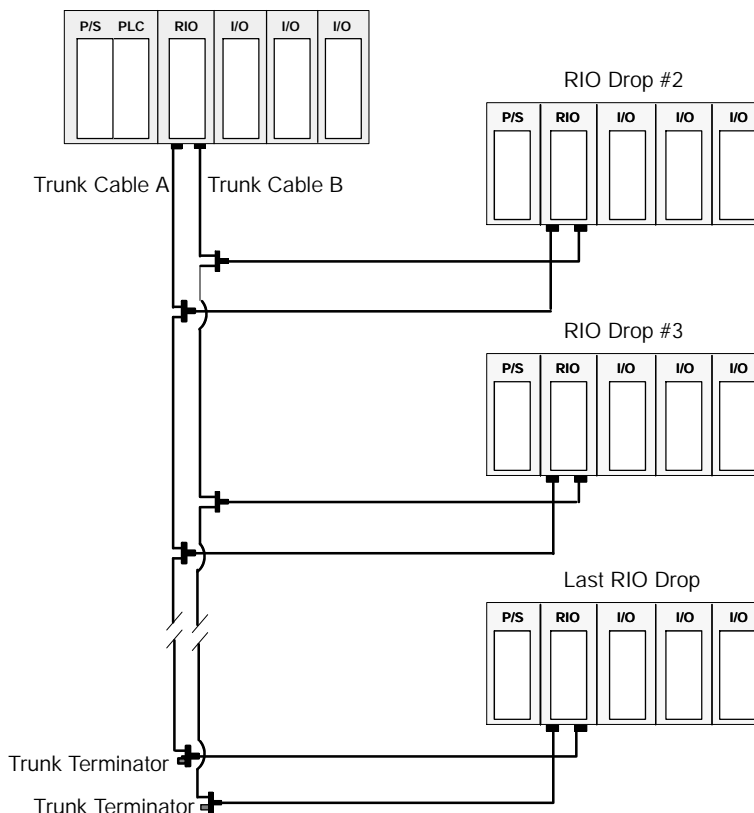 P/S PLC RIO I/O I/O I/O
RIO Drop #2
P/S RIO I/O I/O I/O
Trunk Cable A Trunk Cable B
RIO Drop #3
P/S RIO I/O I/O I/O
Last RIO Drop
P/S RIO I/O I/O I/O
Trunk Terminator
Trunk Terminator